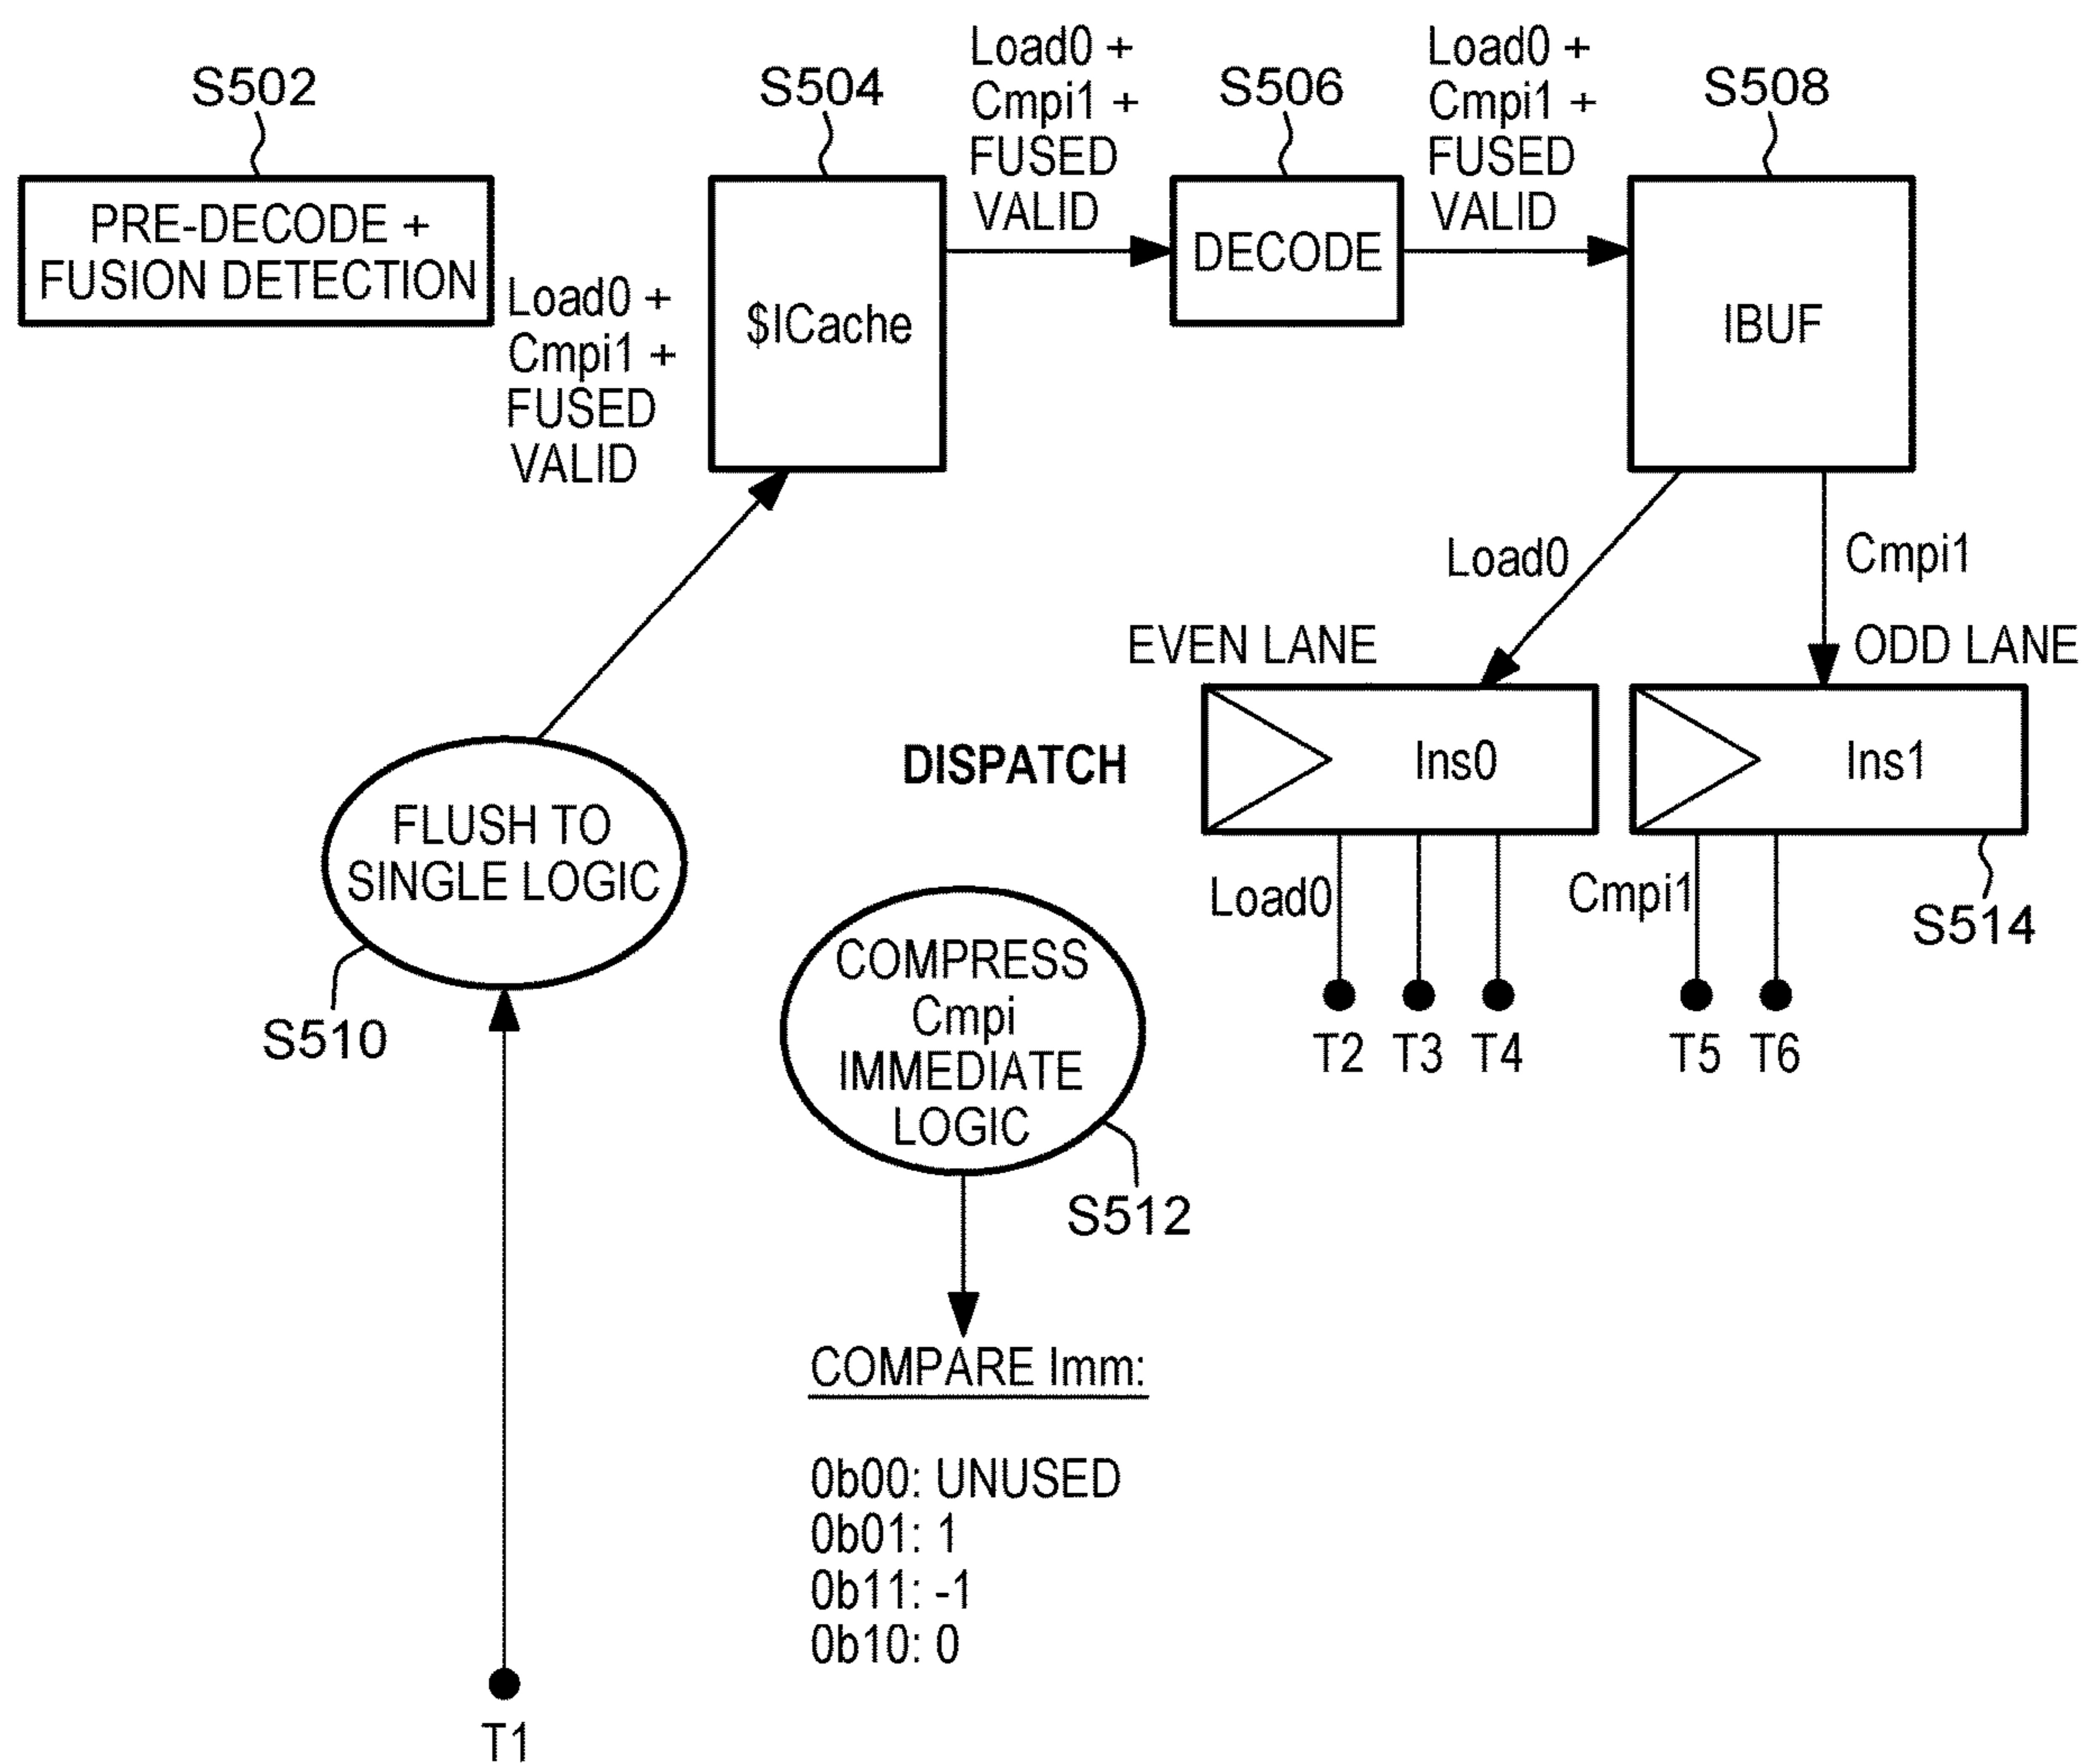 S502
PRE-DECODE +
FUSION DETECTION
Load0 +
Cmpi1 +
FUSED
VALID
S504
$ICache
Load0 +
Cmpi1 +
FUSED
VALID
S506
DECODE
Load0 +
Cmpi1 +
FUSED
VALID
S508
IBUF
Load0
Cmpi1
EVEN LANE
ODD LANE
DISPATCH
Ins0
Ins1
Load0
Cmpi1
S514
T2
T3
T4
T5
T6
FLUSH TO
SINGLE LOGIC
S510
COMPRESS
Cmpi
IMMEDIATE
LOGIC
S512
COMPARE Imm:
0b00: UNUSED
0b01: 1
0b11: -1
0b10: 0
T1